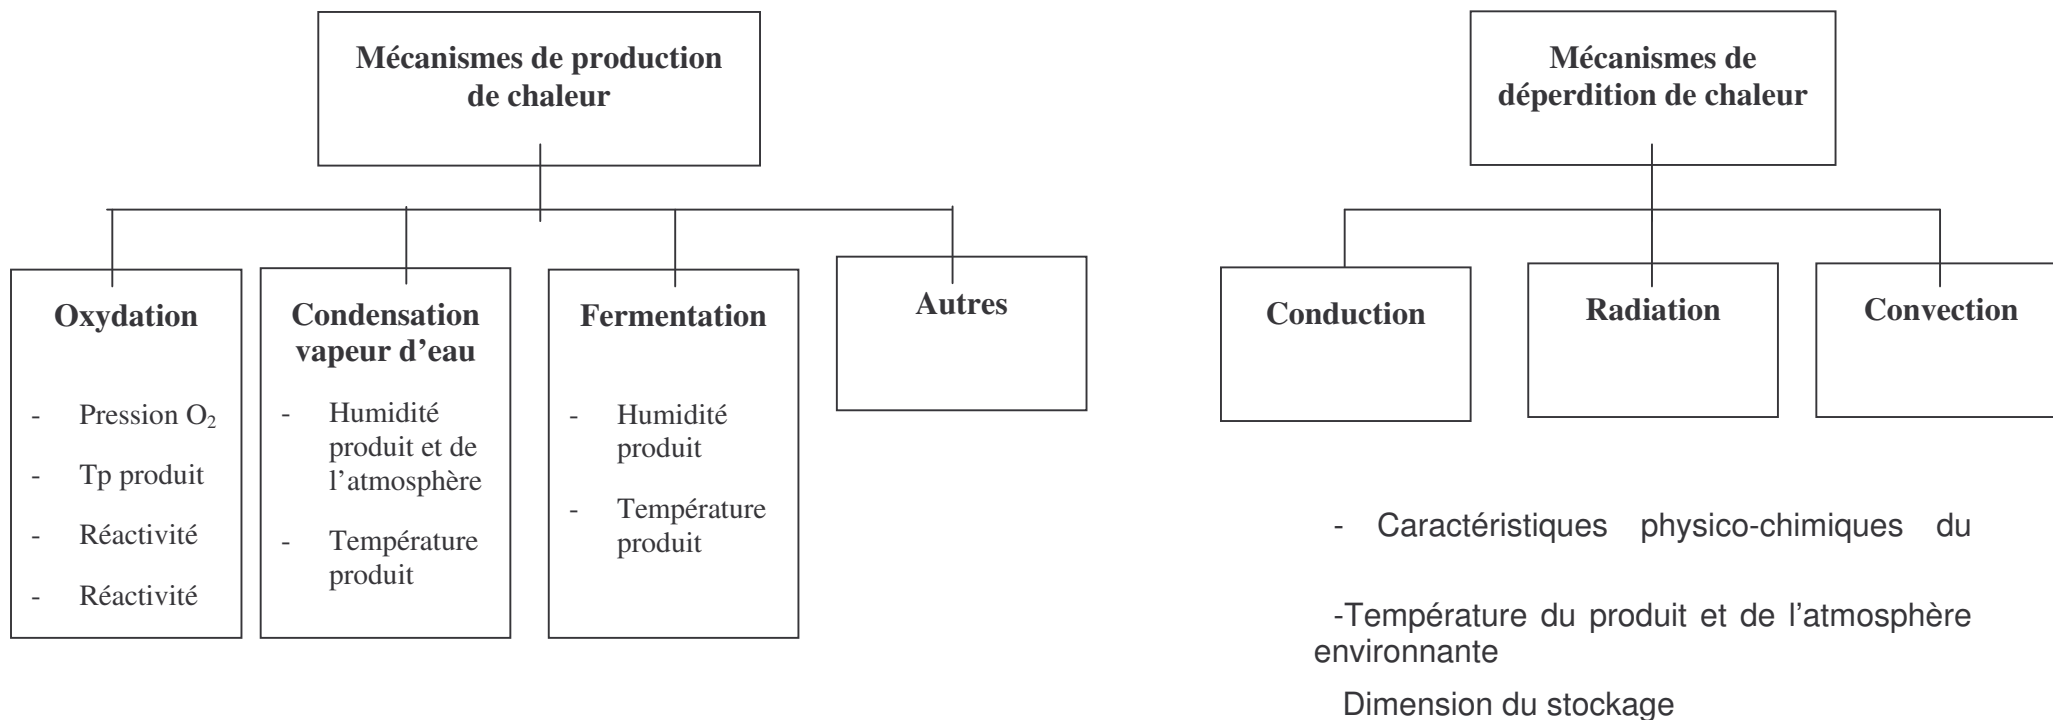 Mécanismes de production
de chaleur
Oxydation
- Pression O₂
- Tp produit
- Réactivité
- Réactivité
Condensation
vapeur d’eau
- Humidité
produit et de
l’atmosphère
- Température
produit
Fermentation
- Humidité
produit
- Température
produit
Autres
Mécanismes de
déperdition de chaleur
Conduction
Radiation
Convection
- Caractéristiques physico-chimiques du
-Température du produit et de l’atmosphère
environnante
Dimension du stockage